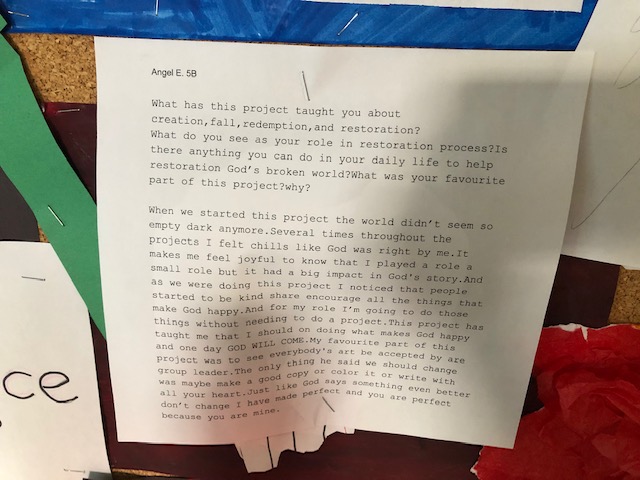 Angel E. 5B
What has this project taught you about
creation,fall,redemption,and restoration?
What do you see as your role in restoration process?Is
there anything you can do in your daily life to help
restoration God's broken world?What was your favourite
part of this project?why?
When we started this project the world didn't seem so
empty dark anymore.Several times throughout the
projects I felt chills like God was right by me.It
makes me feel joyful to know that I played a role a
small role but it had a big impact in God's story.And
as we were doing this project I noticed that people
started to be kind share encourage all the things that
make God happy.And for my role I'm going to do those
things without needing to do a project.This project has
taught me that I should on doing what makes God happy
and one day GOD WILL COME.My favourite part of this
project was to see everybody's art be accepted by are
group leader.The only thing he said we should change
was maybe make a good copy or color it or write with
all your heart.Just like God says something even better
don't change I have made perfect and you are perfect
because you are mine.
ce